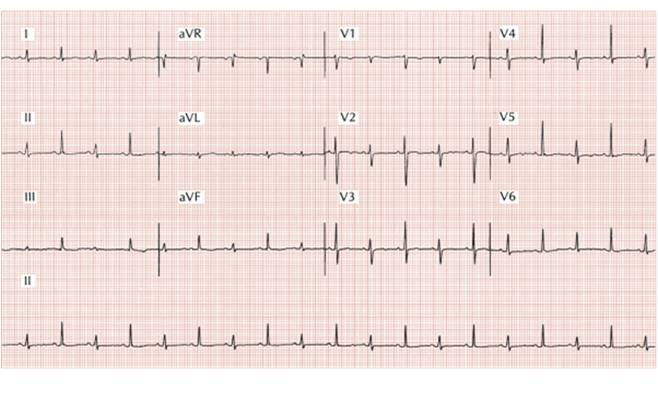 I aVR V1 V4
II aVL V2 V5
III aVF V3 V6
II